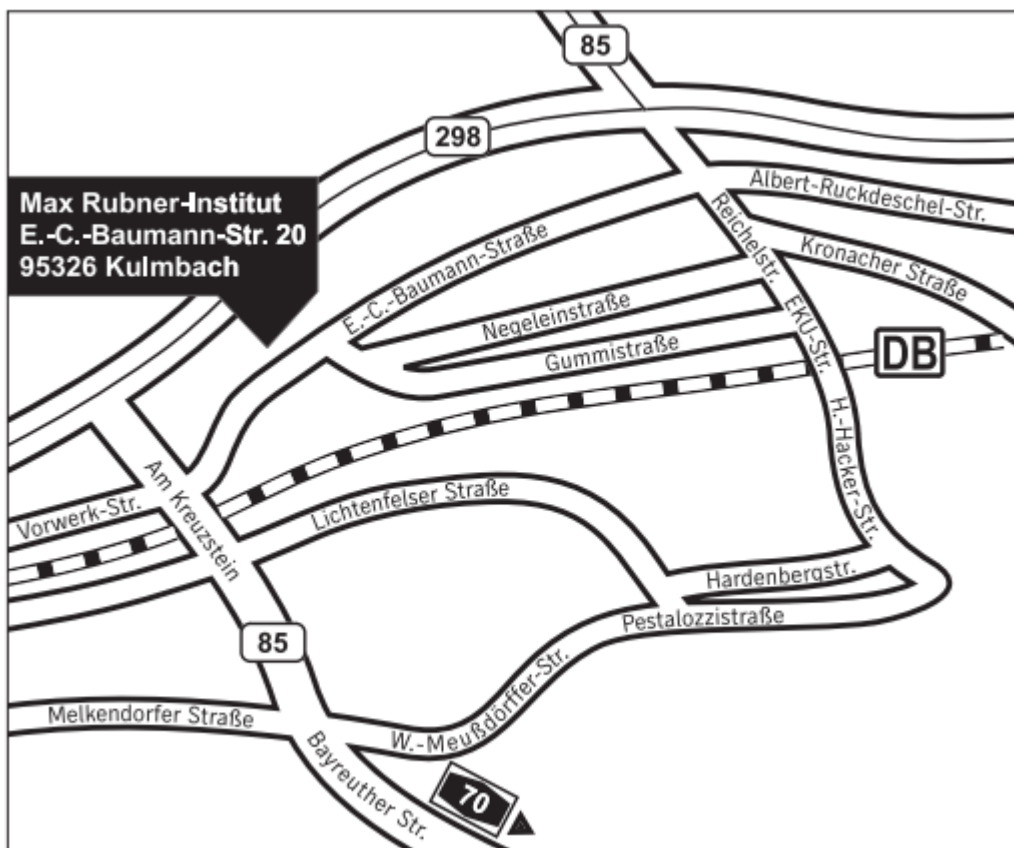 85
298
Max Rubner-Institut
E.-C.-Baumann-Str. 20
95326 Kulmbach
Albert-Ruckdeschel-Str.
Reichelstr.
Kronacher Straße
E.-C.-Baumann-Straße
Negeleinstraße
EKU-Str.
Gummistraße
DB
H.-Hacker-Str.
Am Kreuzstein
Lichtenfelser Straße
Vorwerk-Str.
Hardenbergstr.
Pestalozzistraße
85
Melkendorfer Straße
W.-Meußdörffer-Str.
Bayreuther Str.
70